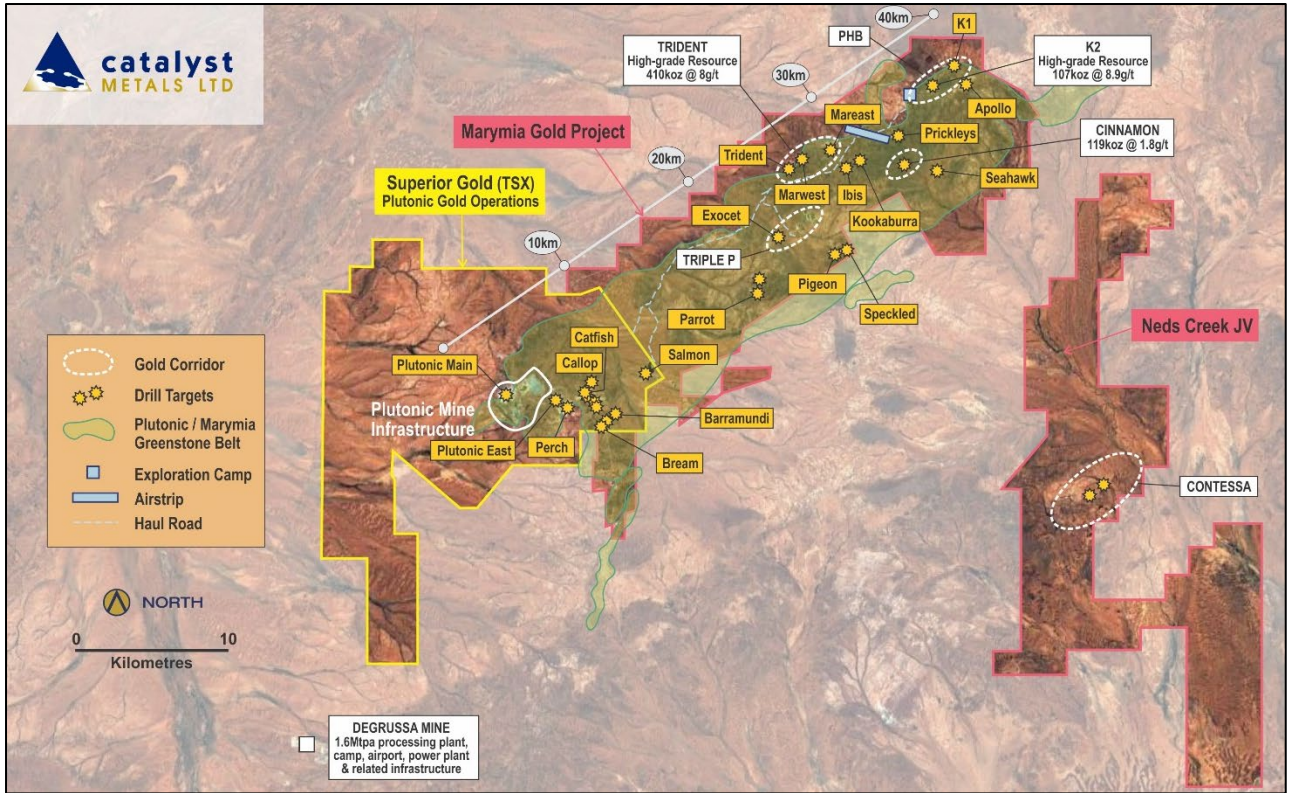 catalyst
METALS LTD
40km
K1
PHB
TRIDENT
High-grade Resource
410koz @ 8g/t
K2
High-grade Resource
107koz @ 8.9g/t
30km
Apollo
Mareast
Prickleys
Marymia Gold Project
CINNAMON
119koz @ 1.8g/t
Trident
20km
Seahawk
Superior Gold (TSX)
Plutonic Gold Operations
Marwest
Ibis
Exocet
Kookaburra
10km
TRIPLE P
Pigeon
Speckled
Parrot
Neds Creek JV
Catfish
Salmon
Callop
Plutonic Main
Plutonic Mine
Infrastructure
Barramundi
Plutonic East
Perch
Bream
CONTESSA
Gold Corridor
Drill Targets
Plutonic / Marymia
Greenstone Belt
Exploration Camp
Airstrip
Haul Road
NORTH
0 10
Kilometres
DEGRUSSA MINE
1.6Mtpa processing plant,
camp, airport, power plant
& related infrastructure